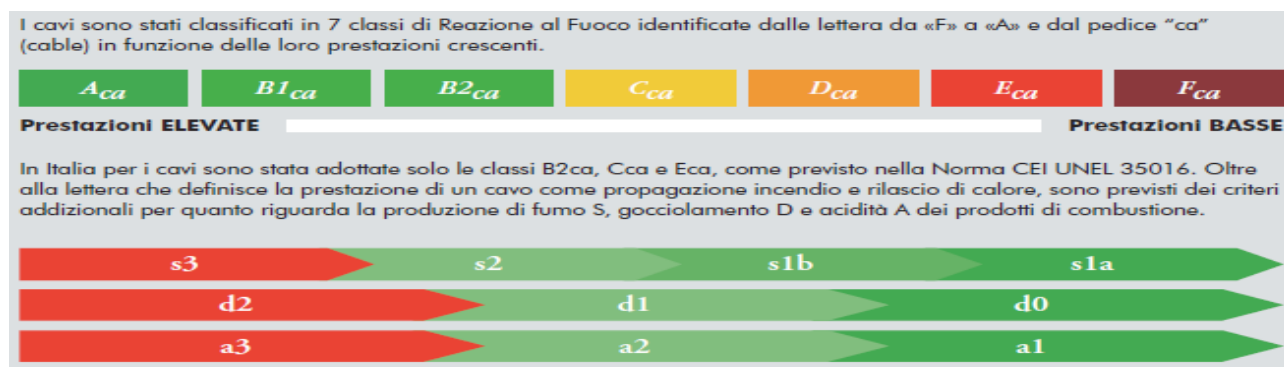 I cavi sono stati classificati in 7 classi di Reazione al Fuoco identificate dalle lettera da «F» a «A» e dal pedice “ca”
(cable) in funzione delle loro prestazioni crescenti.
Aca B1ca B2ca Cca Dca Eca Fca
Prestazioni ELEVATE Prestazioni BASSE
In Italia per i cavi sono stata adottate solo le classi B2ca, Cca e Eca, come previsto nella Norma CEI UNEL 35016. Oltre
alla lettera che definisce la prestazione di un cavo come propagazione incendio e rilascio di calore, sono previsti dei criteri
addizionali per quanto riguarda la produzione di fumo S, gocciolamento D e acidità A dei prodotti di combustione.
s3 s2 s1b s1a
d2 d1 d0
a3 a2 a1